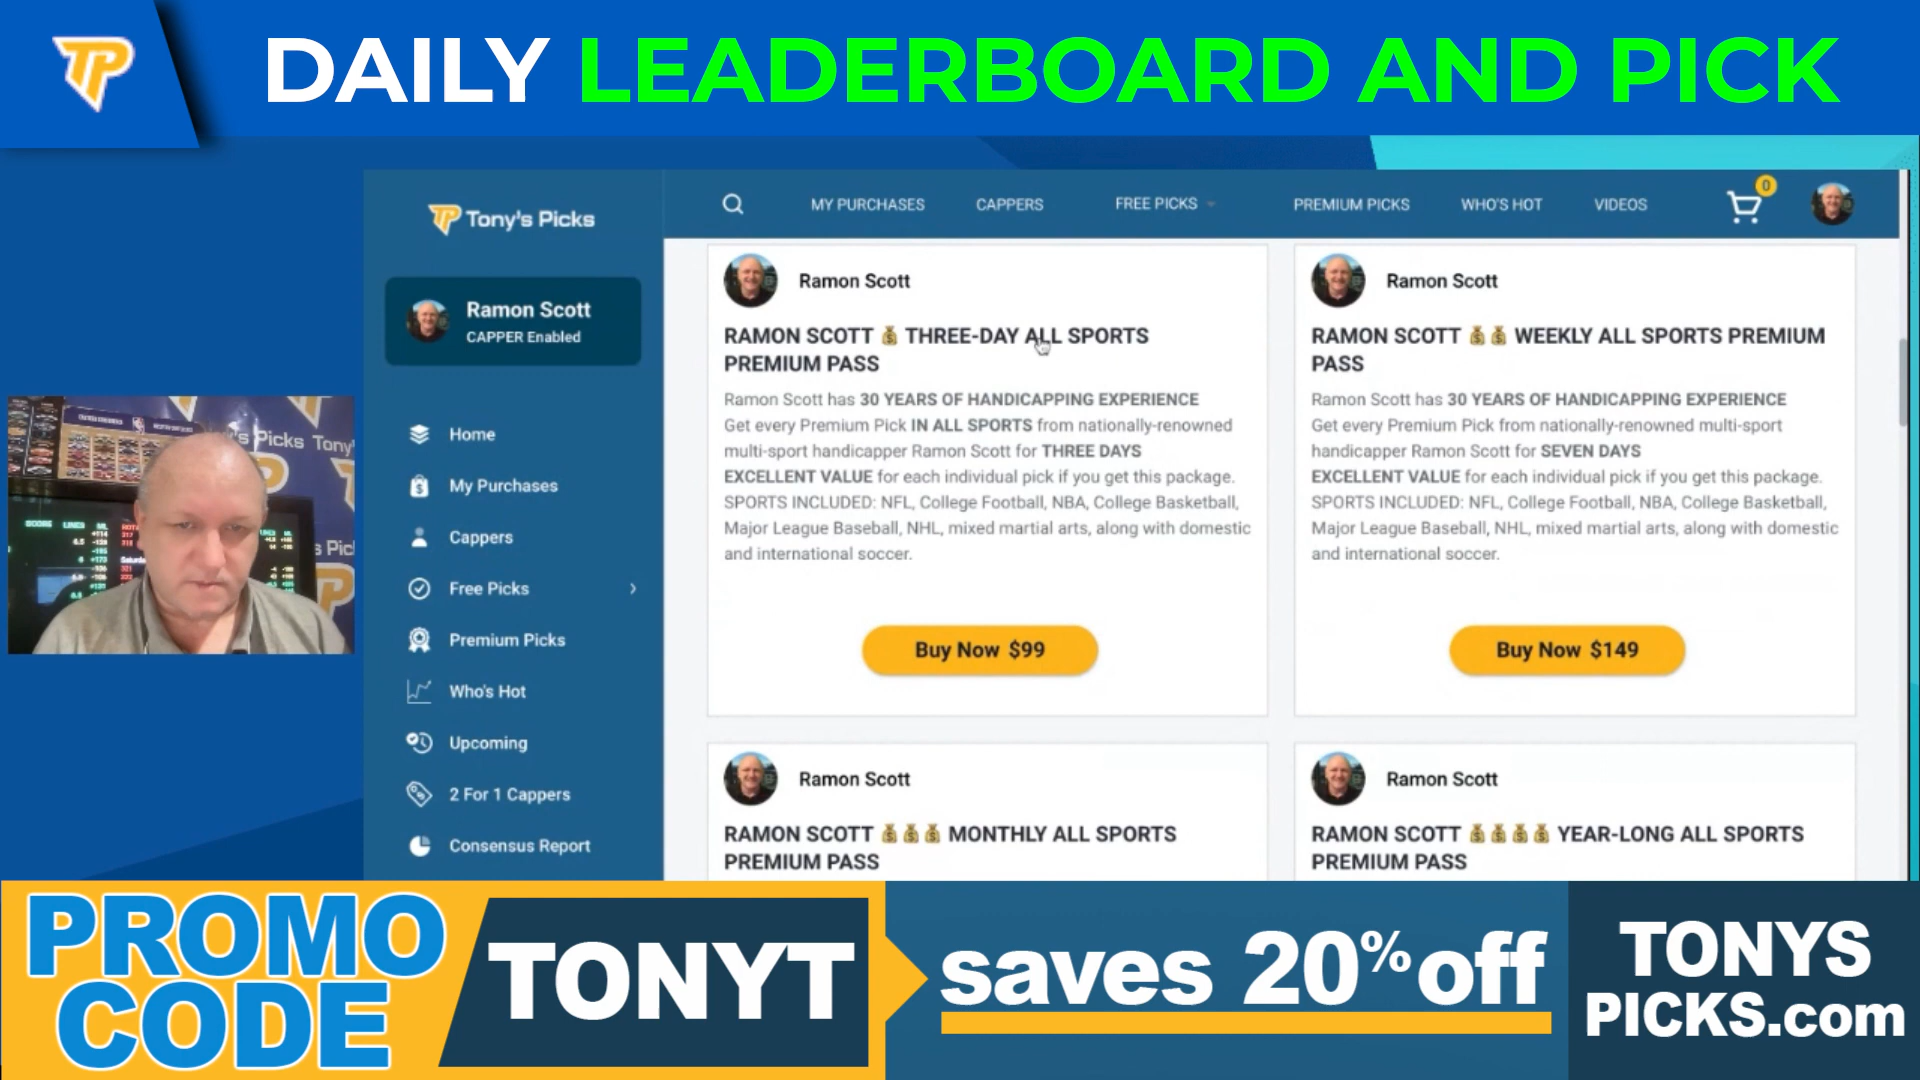 TP
DAILY LEADERBOARD AND PICK
Tony's Picks
MY PURCHASES CAPPERS FREE PICKS PREMIUM PICKS WHO'S HOT VIDEOS 0
Ramon Scott
CAPPER Enabled
Home
My Purchases
Cappers
Free Picks
Premium Picks
Who's Hot
Upcoming
2 For 1 Cappers
Consensus Report
Ramon Scott
RAMON SCOTT 💰 THREE-DAY ALL SPORTS
PREMIUM PASS
Ramon Scott has 30 YEARS OF HANDICAPPING EXPERIENCE
Get every Premium Pick IN ALL SPORTS from nationally-renowned
multi-sport handicapper Ramon Scott for THREE DAYS
EXCELLENT VALUE for each individual pick if you get this package.
SPORTS INCLUDED: NFL, College Football, NBA, College Basketball,
Major League Baseball, NHL, mixed martial arts, along with domestic
and international soccer.
Buy Now $99
Ramon Scott
RAMON SCOTT 💰💰 WEEKLY ALL SPORTS PREMIUM
PASS
Ramon Scott has 30 YEARS OF HANDICAPPING EXPERIENCE
Get every Premium Pick from nationally-renowned multi-sport
handicapper Ramon Scott for SEVEN DAYS
EXCELLENT VALUE for each individual pick if you get this package.
SPORTS INCLUDED: NFL, College Football, NBA, College Basketball,
Major League Baseball, NHL, mixed martial arts, along with domestic
and international soccer.
Buy Now $149
Ramon Scott
RAMON SCOTT 💰💰💰 MONTHLY ALL SPORTS
PREMIUM PASS
Ramon Scott
RAMON SCOTT 💰💰💰💰 YEAR-LONG ALL SPORTS
PREMIUM PASS
PROMO
CODE
TONYT
saves 20% off
TONYS
PICKS.com